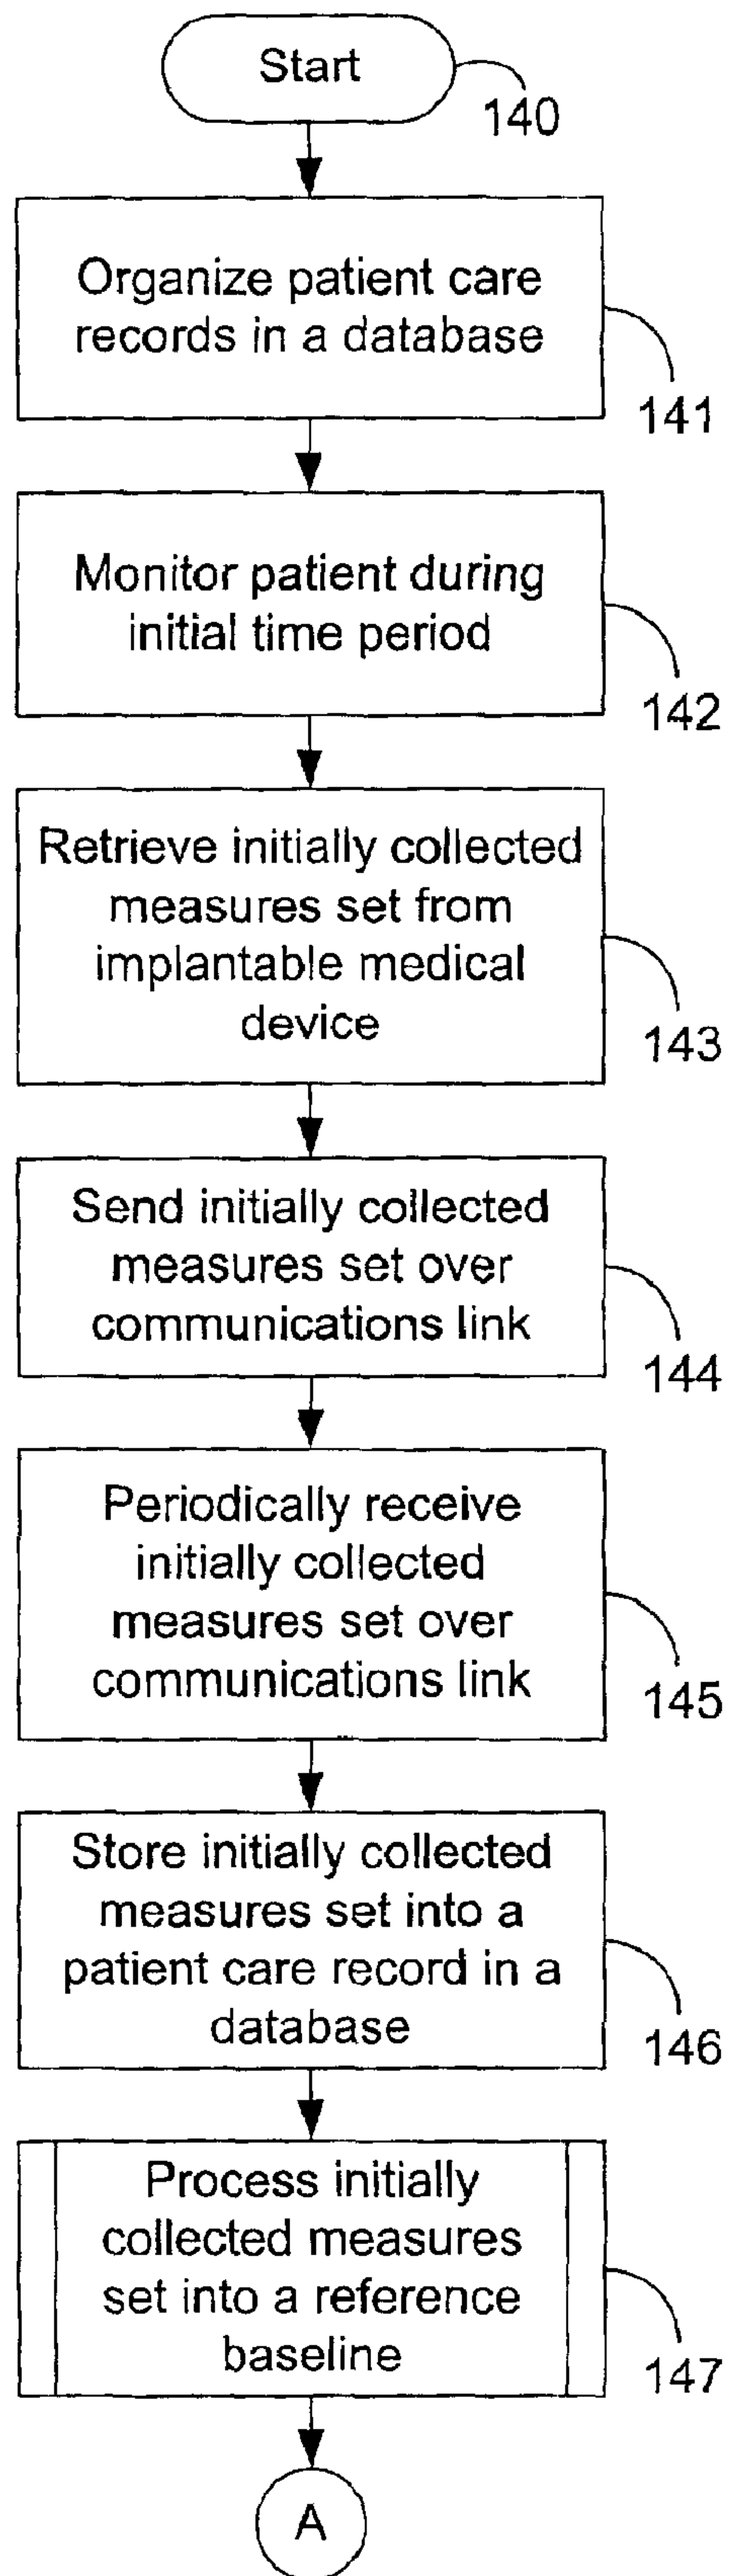 Start
140
Organize patient care
records in a database
141
Monitor patient during
initial time period
142
Retrieve initially collected
measures set from
implantable medical
device
143
Send initially collected
measures set over
communications link
144
Periodically receive
initially collected
measures set over
communications link
145
Store initially collected
measures set into a
patient care record in a
database
146
Process initially
collected measures
set into a reference
baseline
147
A